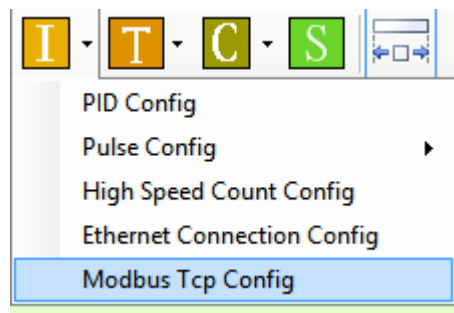 I T C S
PID Config
Pulse Config
High Speed Count Config
Ethernet Connection Config
Modbus Tcp Config